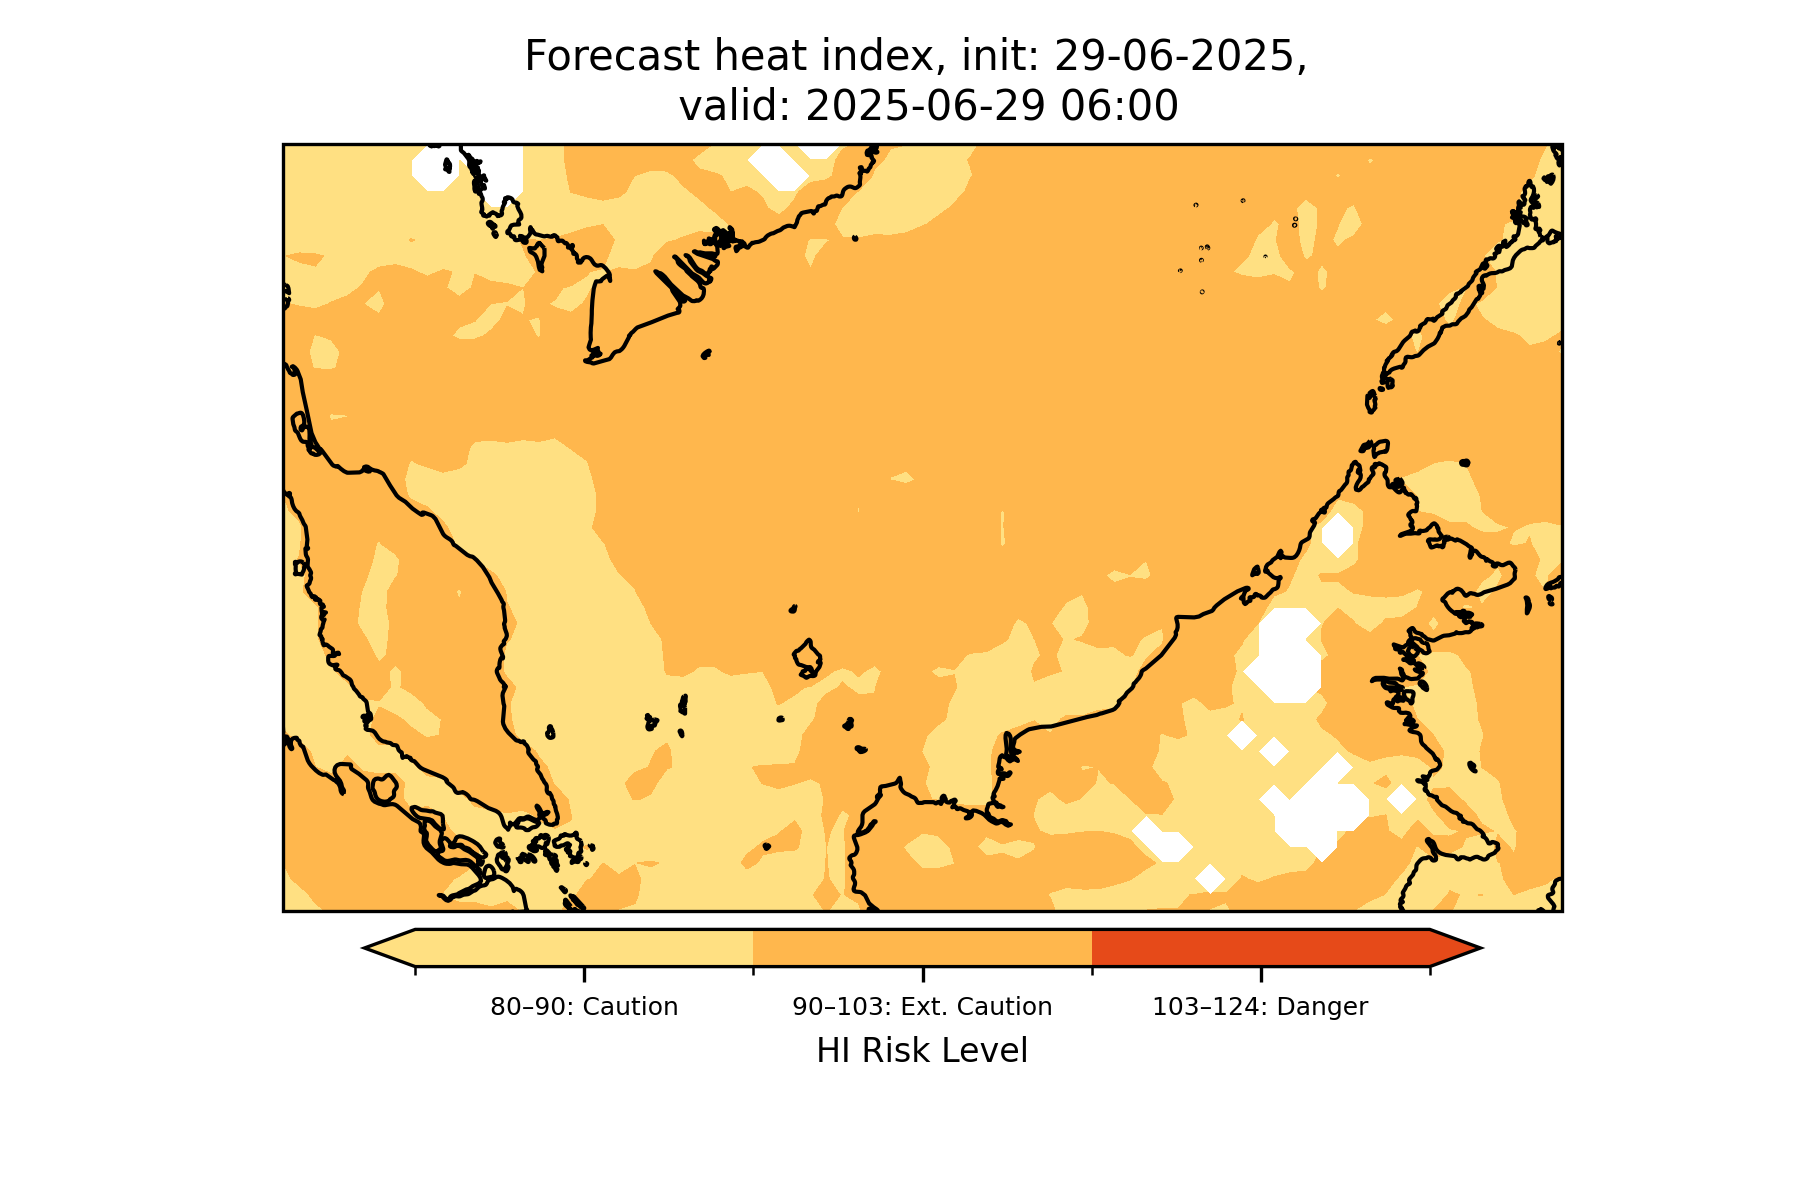 Forecast heat index, init: 29-06-2025,
valid: 2025-06-29 06:00
80–90: Caution
90–103: Ext. Caution
103–124: Danger
HI Risk Level